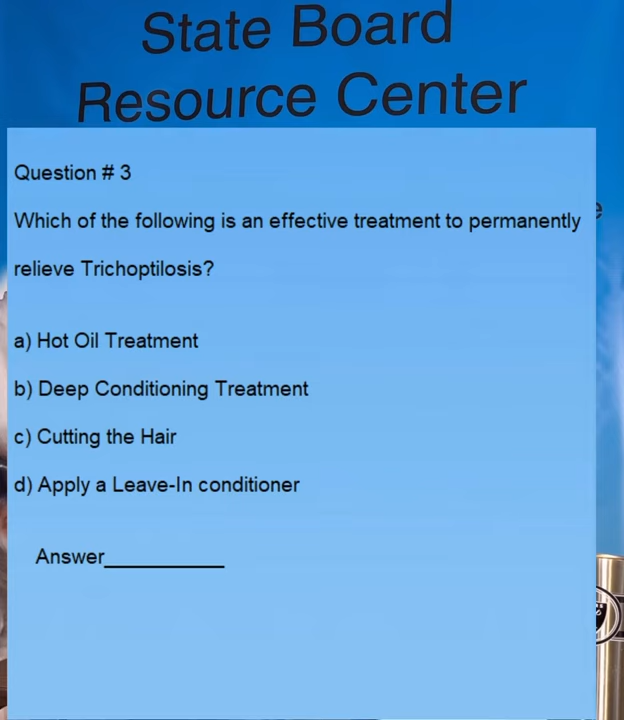 State Board
Resource Center
Question # 3
Which of the following is an effective treatment to permanently
relieve Trichoptilosis?
a) Hot Oil Treatment
b) Deep Conditioning Treatment
c) Cutting the Hair
d) Apply a Leave-In conditioner
Answer__________